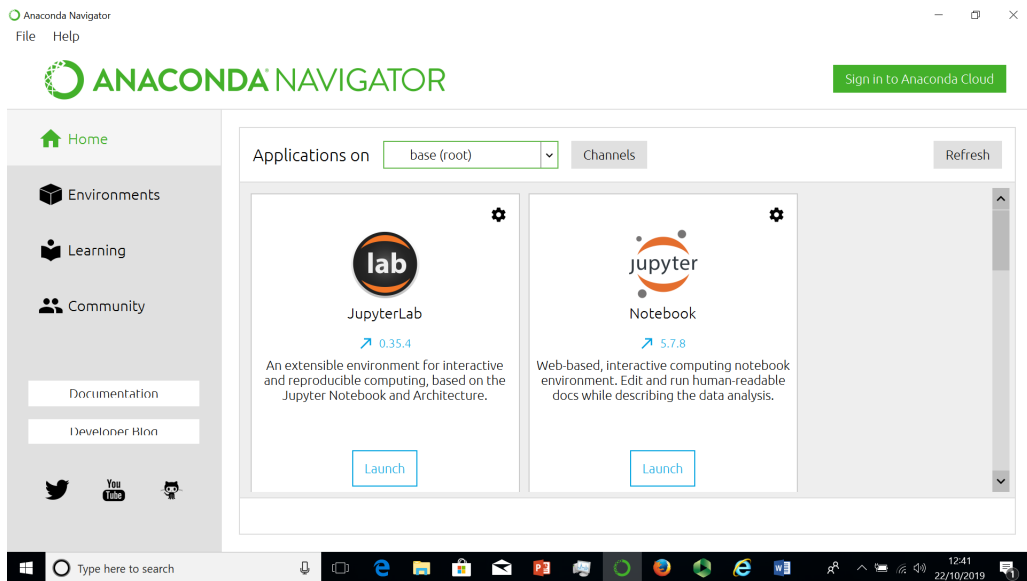 Anaconda Navigator
File Help
ANACONDA NAVIGATOR
Sign in to Anaconda Cloud
Home
Environments
Learning
Community
Documentation
Developer Blog
You
Tube
Applications on base (root) Channels Refresh
lab
JupyterLab
0.35.4
An extensible environment for interactive
and reproducible computing, based on the
Jupyter Notebook and Architecture.
Launch
jupyter
Notebook
5.7.8
Web-based, interactive computing notebook
environment. Edit and run human-readable
docs while describing the data analysis.
Launch
Type here to search
12:41
22/10/2019
1